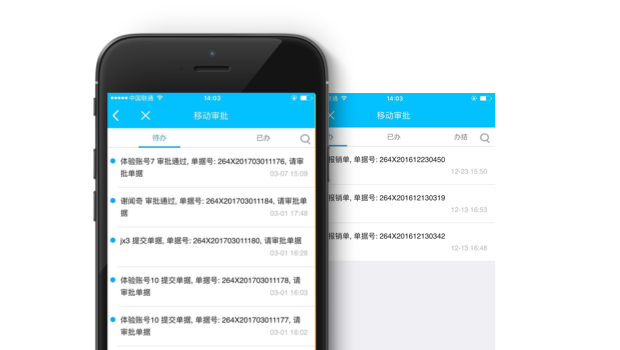 中国联通 14:03
移动审批
待办 已办
体验账号7 审批通过, 单据号: 264X201703011176, 请审
批单据 03-07 15:09
谢闻奇 审批通过, 单据号: 264X201703011184, 请审批单
据 03-01 17:48
jx3 提交单据, 单据号: 264X201703011180, 请审批单据
03-01 16:28
体验账号10 提交单据, 单据号: 264X201703011178, 请
审批单据 03-01 16:03
体验账号10 提交单据, 单据号: 264X201703011177, 请
审批单据 03-01 16:02
通 14:03
移动审批
办 已办 办结
报销单, 单据号: 264X201612230450
12-23 15:50
报销单, 单据号: 264X201612130319
12-13 16:53
报销单, 单据号: 264X201612130342
12-13 16:48